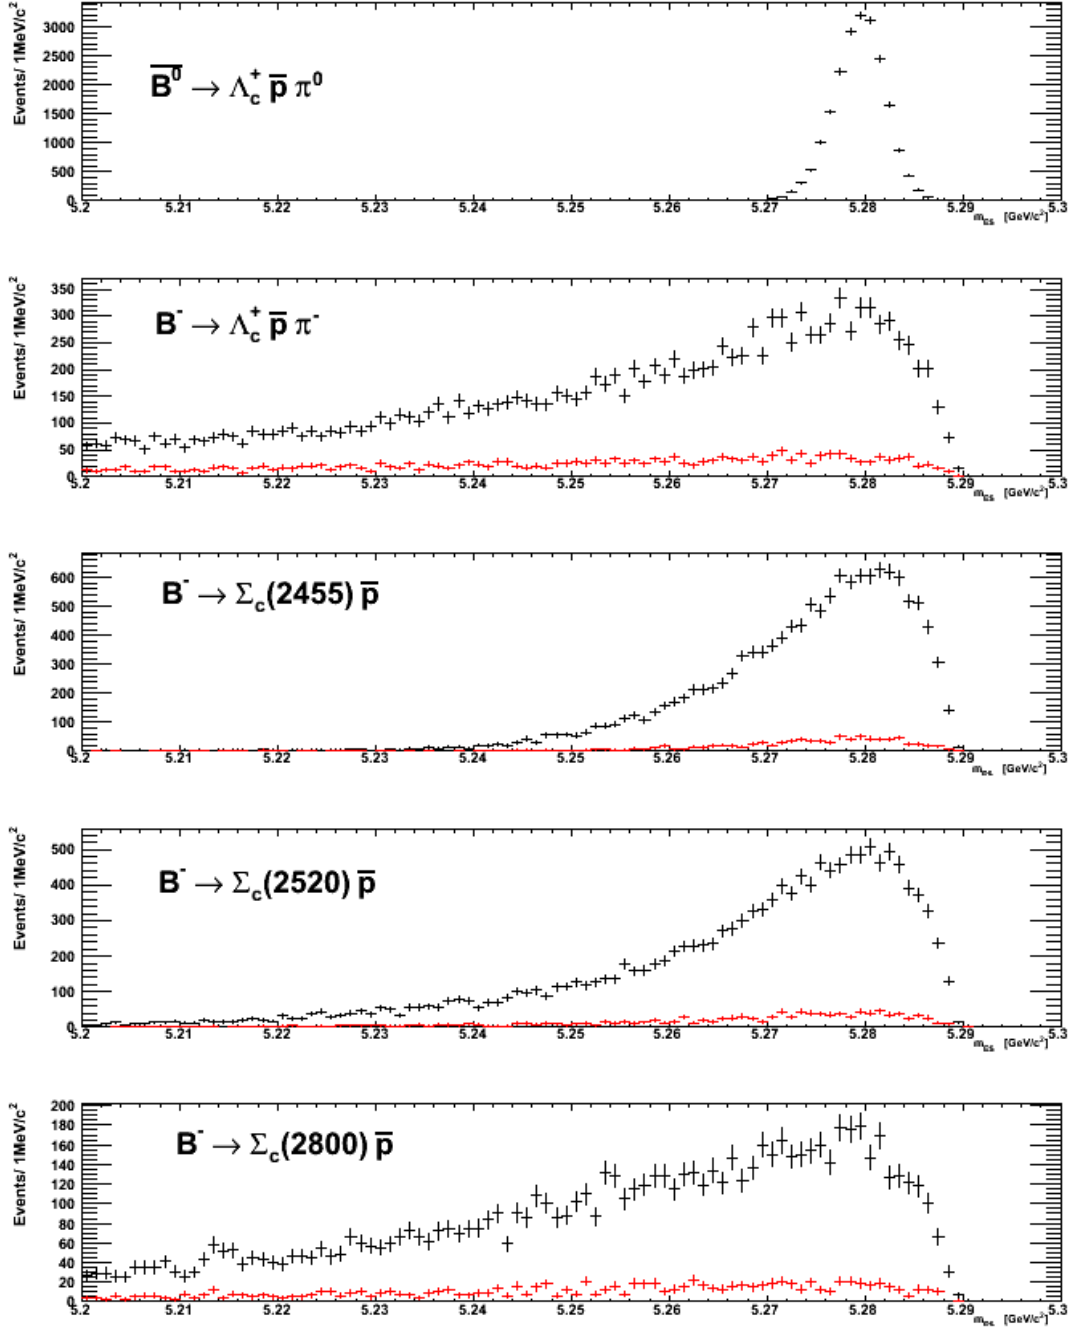 Events/ 1MeV/c²
3000
2500
2000
1500
1000
500
0
B̅⁰ → Λc⁺ p̅ π⁰
5.2 5.21 5.22 5.23 5.24 5.25 5.26 5.27 5.28 5.29 5.3
mES [GeV/c²]
Events/ 1MeV/c²
350
300
250
200
150
100
50
0
B⁻ → Λc⁺ p̅ π⁻
5.2 5.21 5.22 5.23 5.24 5.25 5.26 5.27 5.28 5.29 5.3
mES [GeV/c²]
Events/ 1MeV/c²
600
500
400
300
200
100
0
B⁻ → Σc(2455) p̅
5.2 5.21 5.22 5.23 5.24 5.25 5.26 5.27 5.28 5.29 5.3
mES [GeV/c²]
Events/ 1MeV/c²
500
400
300
200
100
0
B⁻ → Σc(2520) p̅
5.2 5.21 5.22 5.23 5.24 5.25 5.26 5.27 5.28 5.29 5.3
mES [GeV/c²]
Events/ 1MeV/c²
200
180
160
140
120
100
80
60
40
20
0
B⁻ → Σc(2800) p̅
5.2 5.21 5.22 5.23 5.24 5.25 5.26 5.27 5.28 5.29 5.3
mES [GeV/c²]